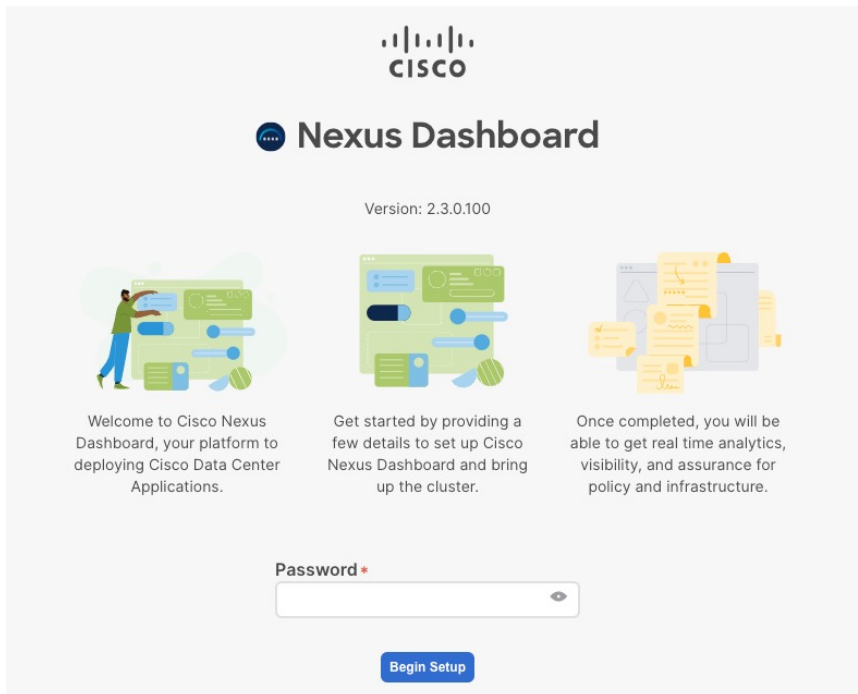 CISCO
Nexus Dashboard
Version: 2.3.0.100
Welcome to Cisco Nexus
Dashboard, your platform to
deploying Cisco Data Center
Applications.
Get started by providing a
few details to set up Cisco
Nexus Dashboard and bring
up the cluster.
Once completed, you will be
able to get real time analytics,
visibility, and assurance for
policy and infrastructure.
Password *
Begin Setup